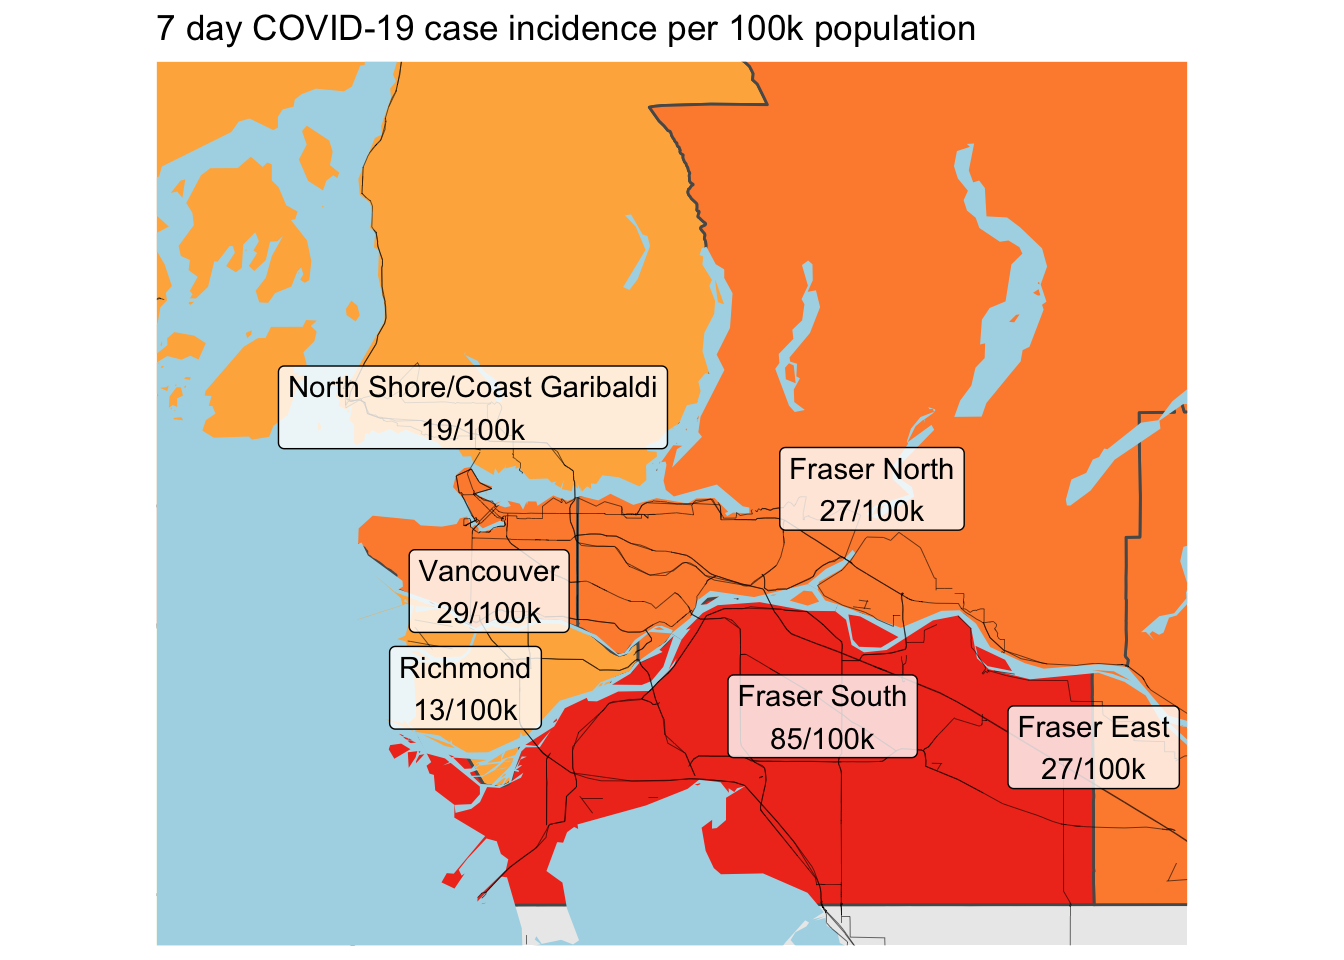 7 day COVID-19 case incidence per 100k population
North Shore/Coast Garibaldi
19/100k
Fraser North
27/100k
Vancouver
29/100k
Richmond
13/100k
Fraser South
85/100k
Fraser East
27/100k